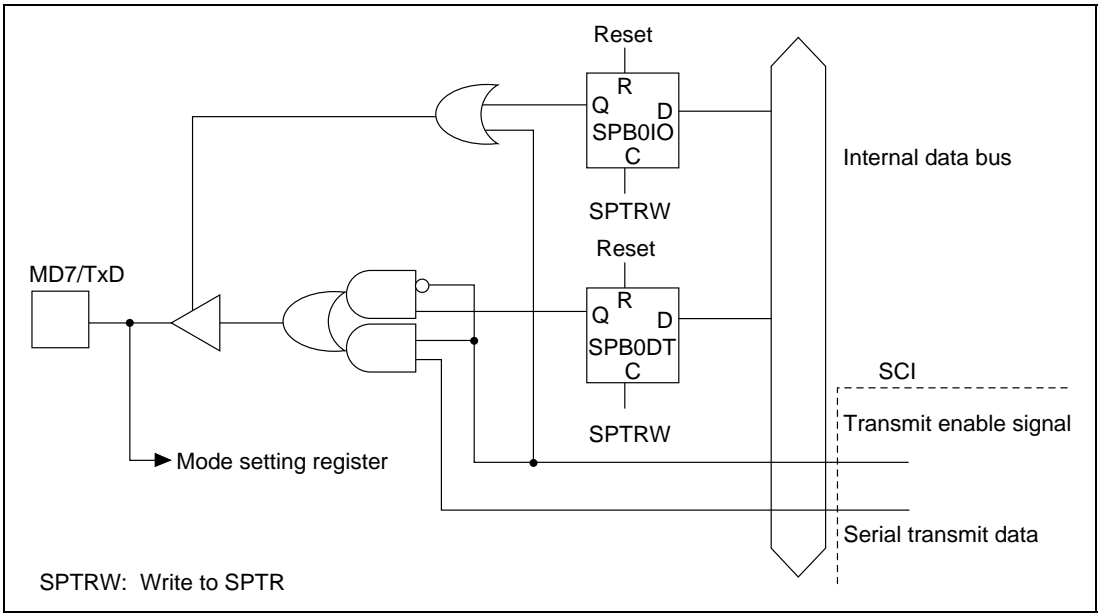 Reset
R
Q
D
SPB0IO
C
SPTRW
Internal data bus
Reset
MD7/TxD
R
Q
D
SPB0DT
C
SPTRW
SCI
Transmit enable signal
Mode setting register
Serial transmit data
SPTRW: Write to SPTR